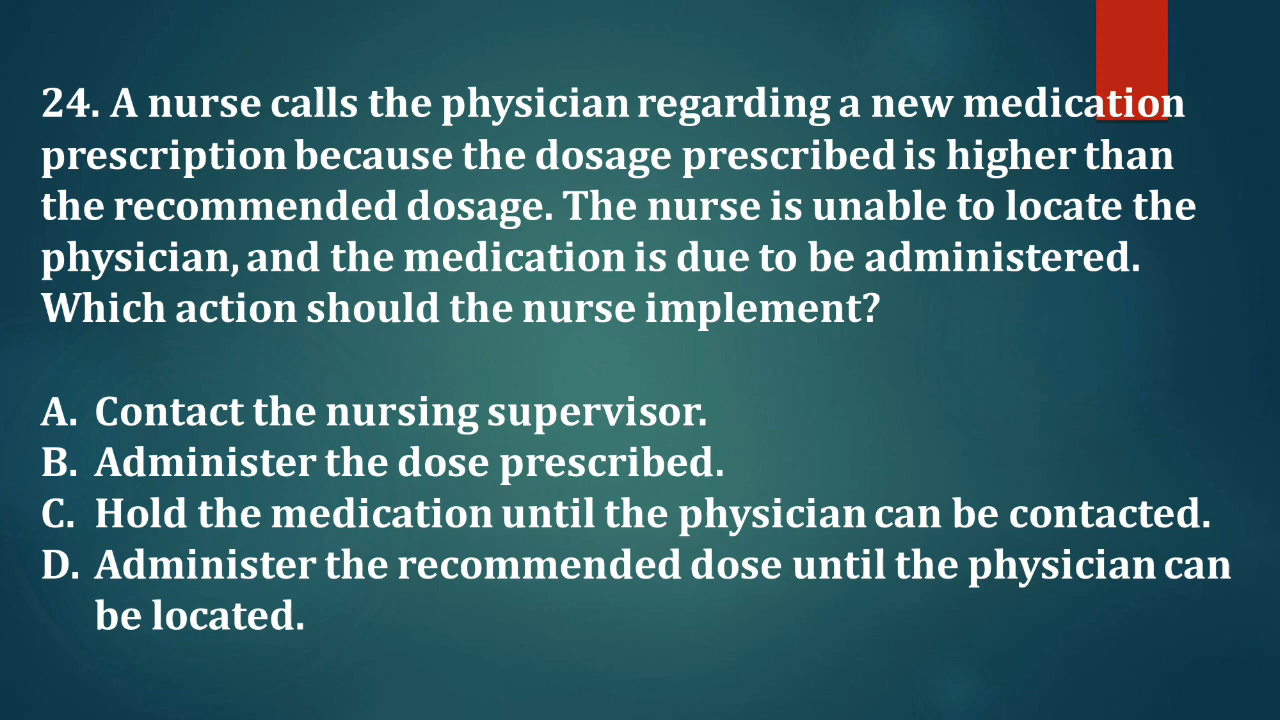 24. A nurse calls the physician regarding a new medication
prescription because the dosage prescribed is higher than
the recommended dosage. The nurse is unable to locate the
physician, and the medication is due to be administered.
Which action should the nurse implement?
A. Contact the nursing supervisor.
B. Administer the dose prescribed.
C. Hold the medication until the physician can be contacted.
D. Administer the recommended dose until the physician can
be located.